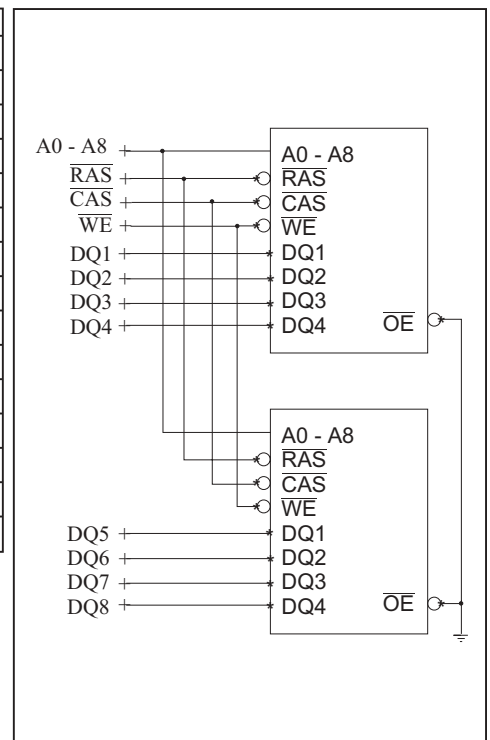 A0 - A8
RAS
CAS
WE
DQ1
DQ2
DQ3
DQ4
A0 - A8
RAS
CAS
WE
DQ1
DQ2
DQ3
DQ4
OE
DQ5
DQ6
DQ7
DQ8
A0 - A8
RAS
CAS
WE
DQ1
DQ2
DQ3
DQ4
OE